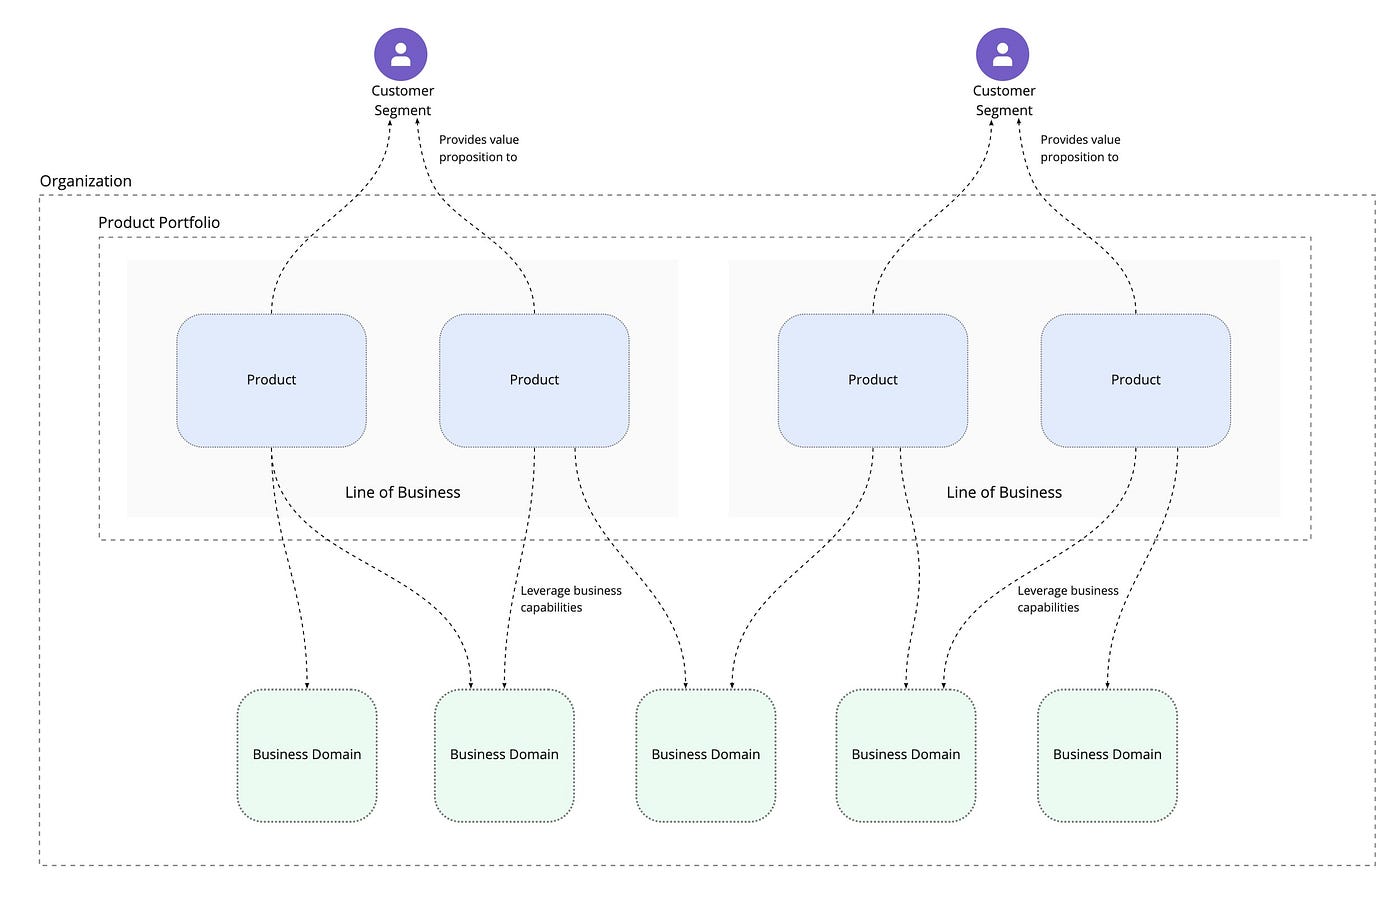 Customer
Segment
Customer
Segment
Provides value
proposition to
Provides value
proposition to
Organization
Product Portfolio
Product
Product
Product
Product
Line of Business
Line of Business
Leverage business
capabilities
Leverage business
capabilities
Business Domain
Business Domain
Business Domain
Business Domain
Business Domain